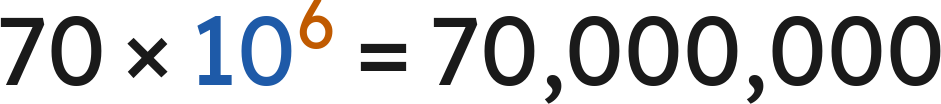 70 × 10⁶ = 70,000,000